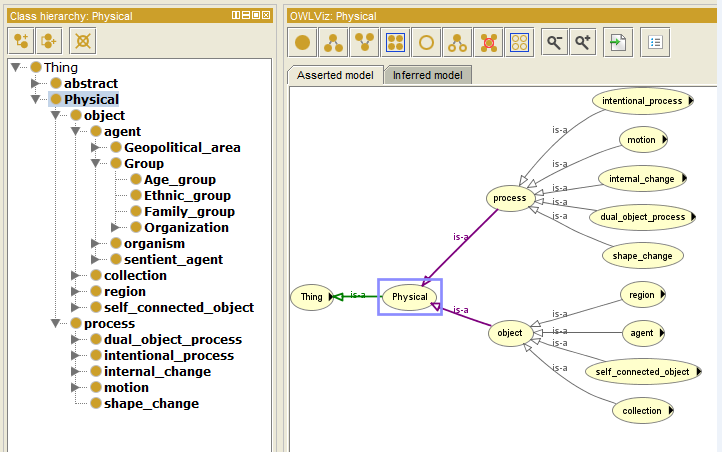 Class hierarchy: Physical
Thing
abstract
Physical
object
agent
Geopolitical_area
Group
Age_group
Ethnic_group
Family_group
Organization
organism
sentient_agent
collection
region
self_connected_object
process
dual_object_process
intentional_process
internal_change
motion
shape_change
OWLViz: Physical
Asserted model
Inferred model
intentional_process
is-a
motion
is-a
internal_change
is-a
process
is-a
dual_object_process
is-a
shape_change
is-a
Thing
is-a
Physical
is-a
region
is-a
object
is-a
agent
is-a
self_connected_object
is-a
collection